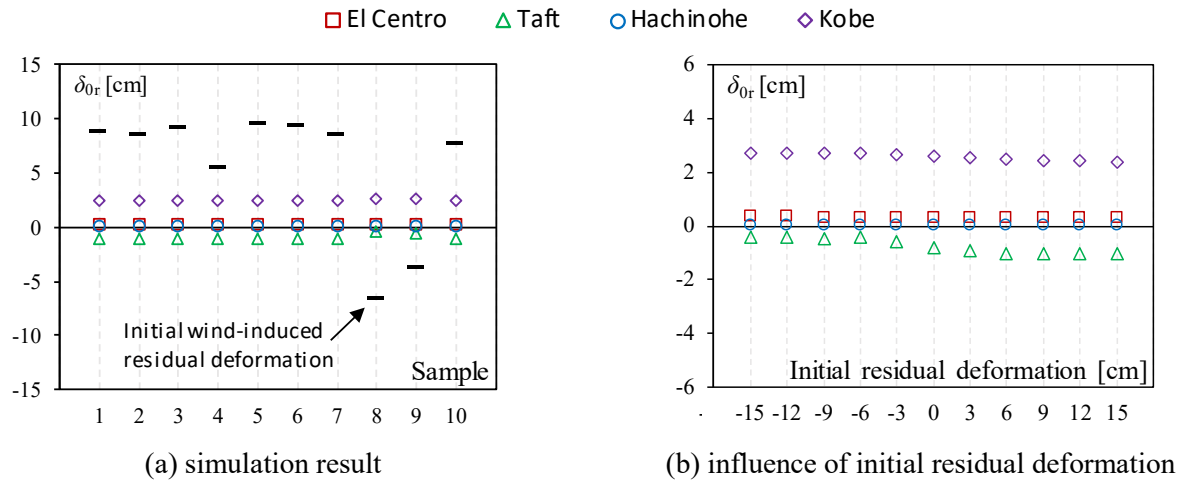 El Centro Taft Hachinohe Kobe
δ0r [cm]
15
10
5
0
-5
-10
-15
Initial wind-induced
residual deformation
Sample
1 2 3 4 5 6 7 8 9 10
(a) simulation result
δ0r [cm]
6
4
2
0
-2
-4
-6
Initial residual deformation [cm]
-15 -12 -9 -6 -3 0 3 6 9 12 15
(b) influence of initial residual deformation